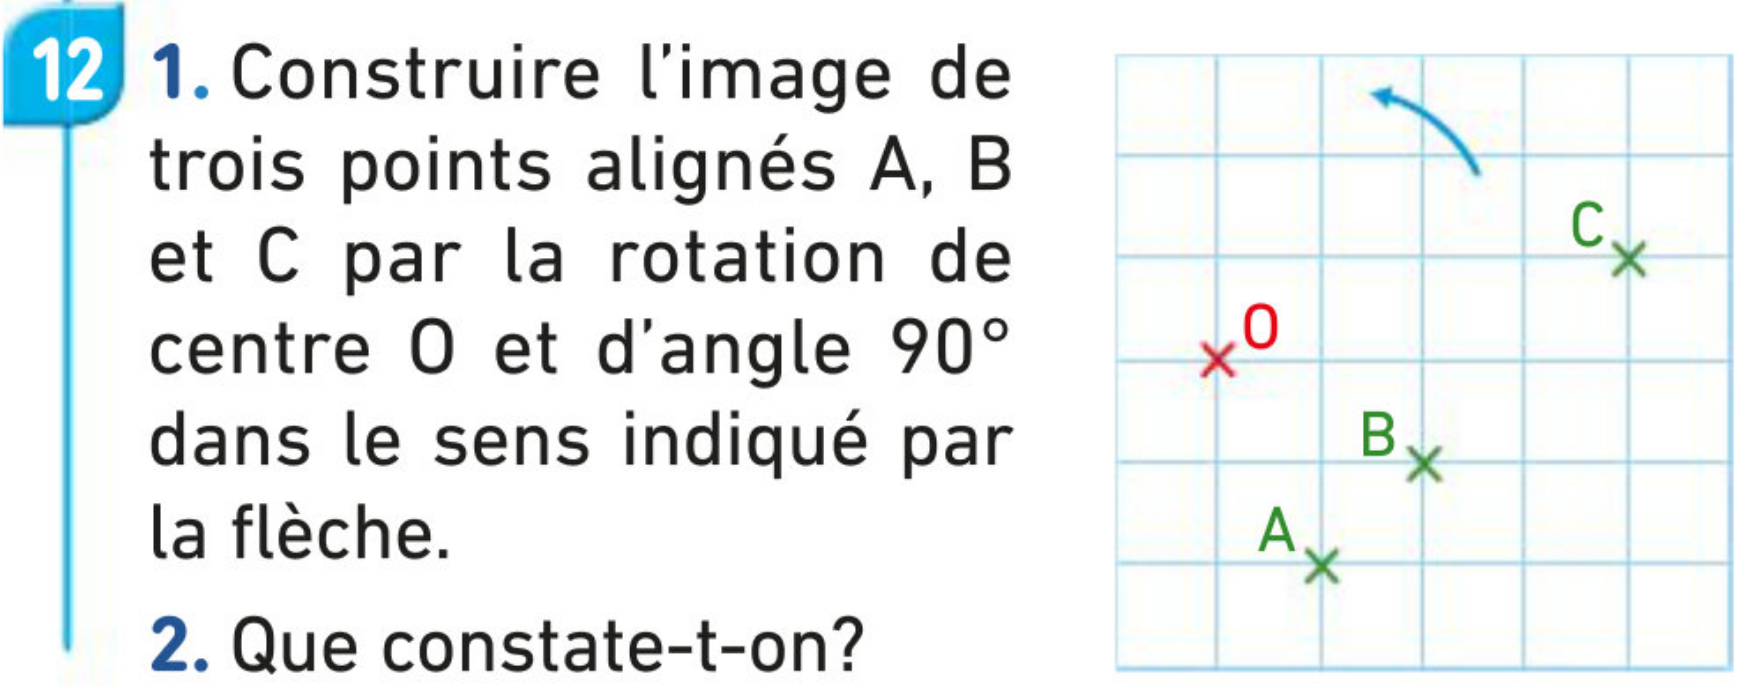 12 1. Construire l'image de
trois points alignés A, B
et C par la rotation de
centre O et d'angle 90°
dans le sens indiqué par
la flèche.
2. Que constate-t-on?
C
O
B
A